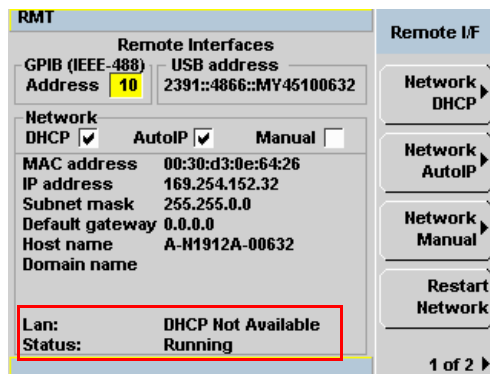 RMT
Remote Interfaces
GPIB (IEEE-488)
Address 10
USB address
2391::4866::MY45100632
Network
DHCP AutoIP Manual
MAC address 00:30:d3:0e:64:26
IP address 169.254.152.32
Subnet mask 255.255.0.0
Default gateway 0.0.0.0
Host name A-N1912A-00632
Domain name
Lan: DHCP Not Available
Status: Running
Remote I/F
Network
DHCP
Network
AutoIP
Network
Manual
Restart
Network
1 of 2